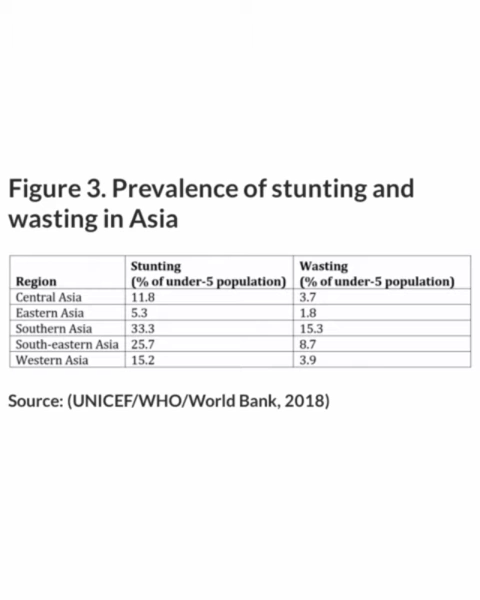 Figure 3. Prevalence of stunting and
wasting in Asia
Region Stunting (% of under-5 population) Wasting (% of under-5 population)
Central Asia 11.8 3.7
Eastern Asia 5.3 1.8
Southern Asia 33.3 15.3
South-eastern Asia 25.7 8.7
Western Asia 15.2 3.9
Source: (UNICEF/WHO/World Bank, 2018)